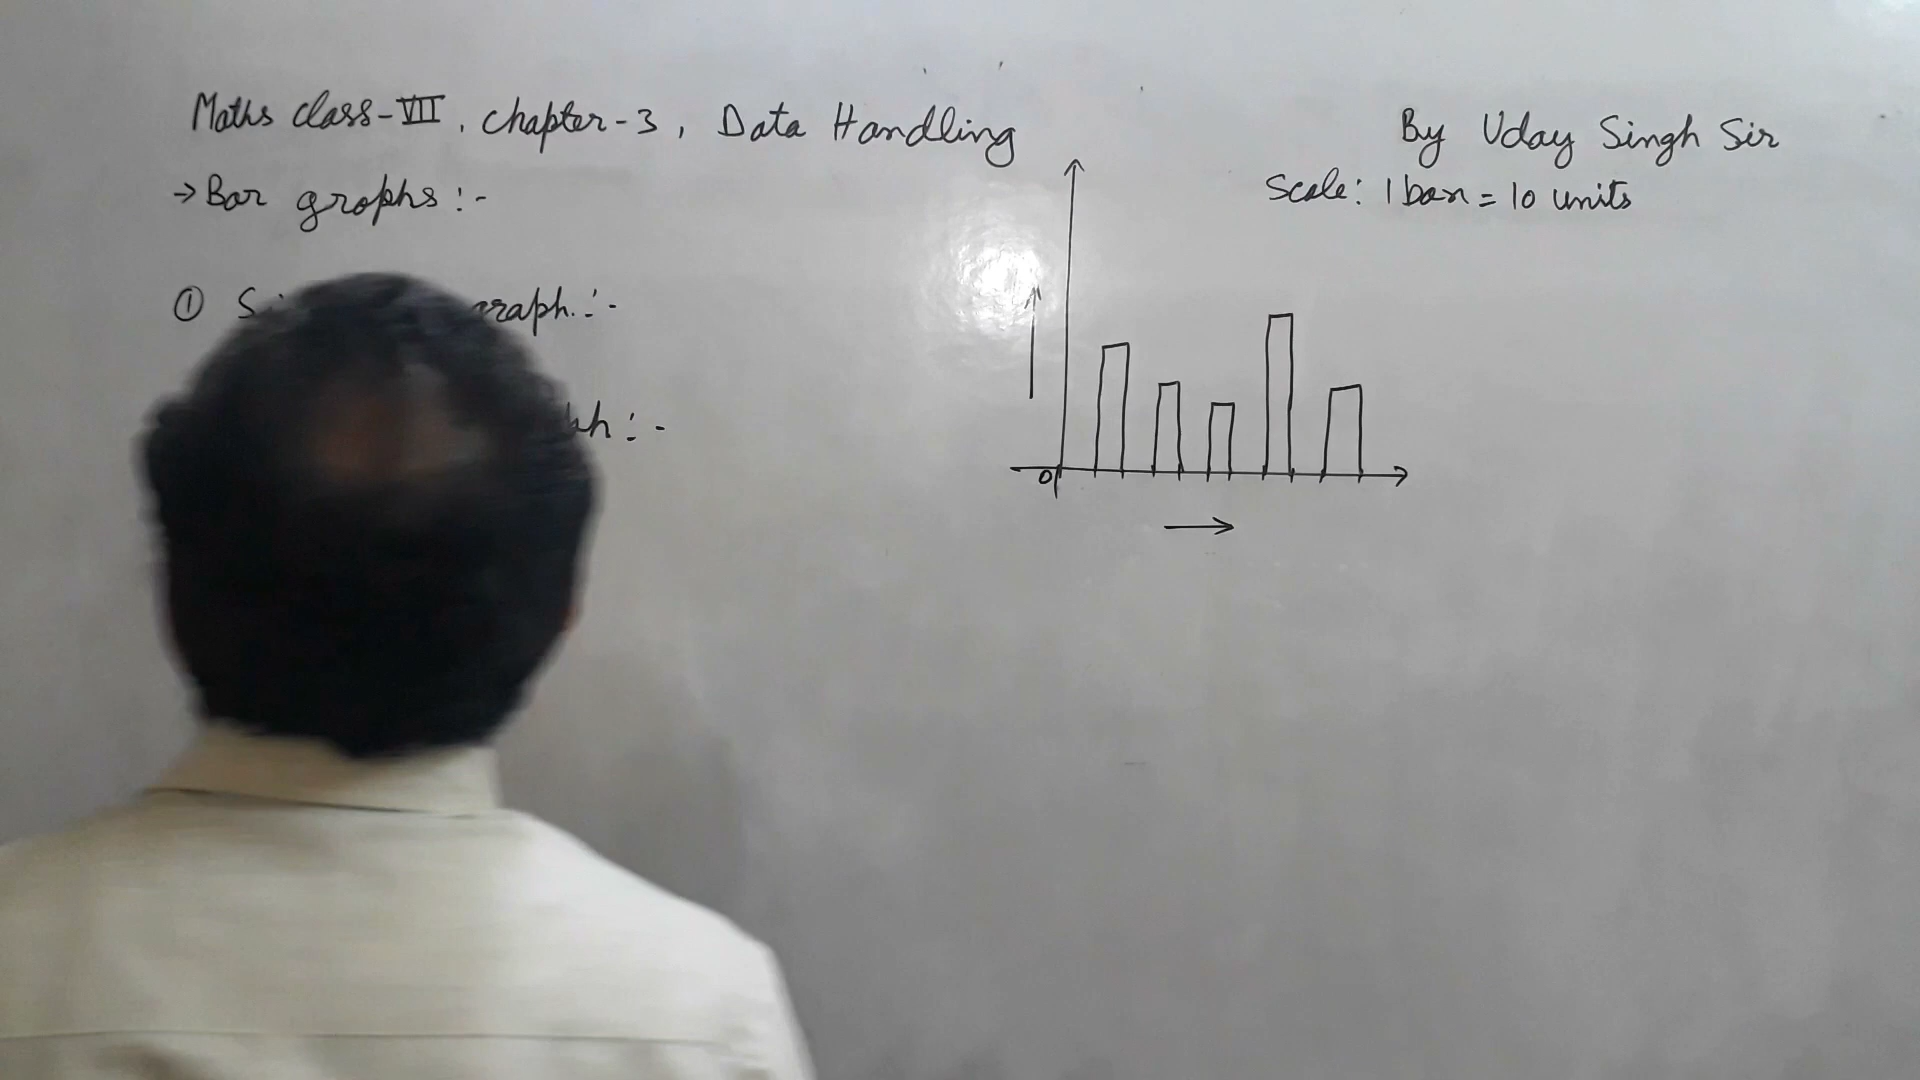 Maths class-VII, chapter-3, Data Handling
By Uday Singh Sir
→ Bar graphs :-
Scale: 1 bar = 10 units
① graph :-
:-
0